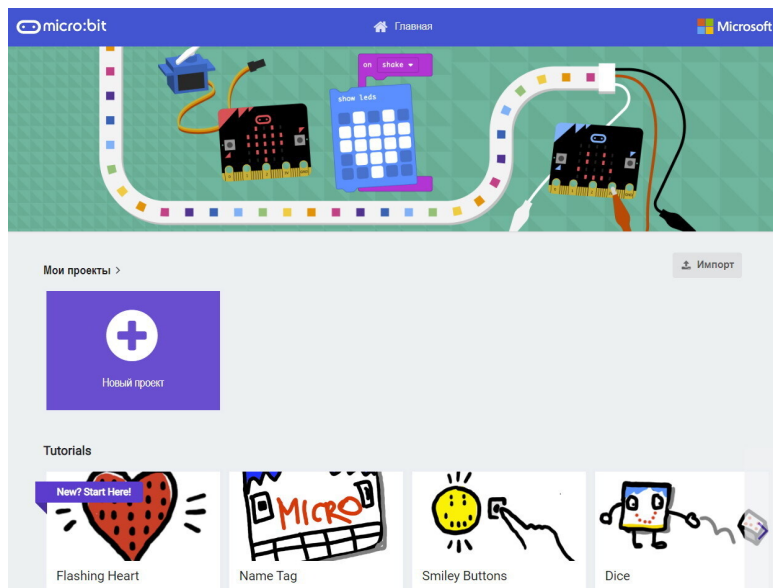 micro:bit
Главная
Microsoft
on shake
show leds
Мои проекты >
Импорт
Новый проект
Tutorials
New? Start Here!
MICRO
Flashing Heart
Name Tag
Smiley Buttons
Dice